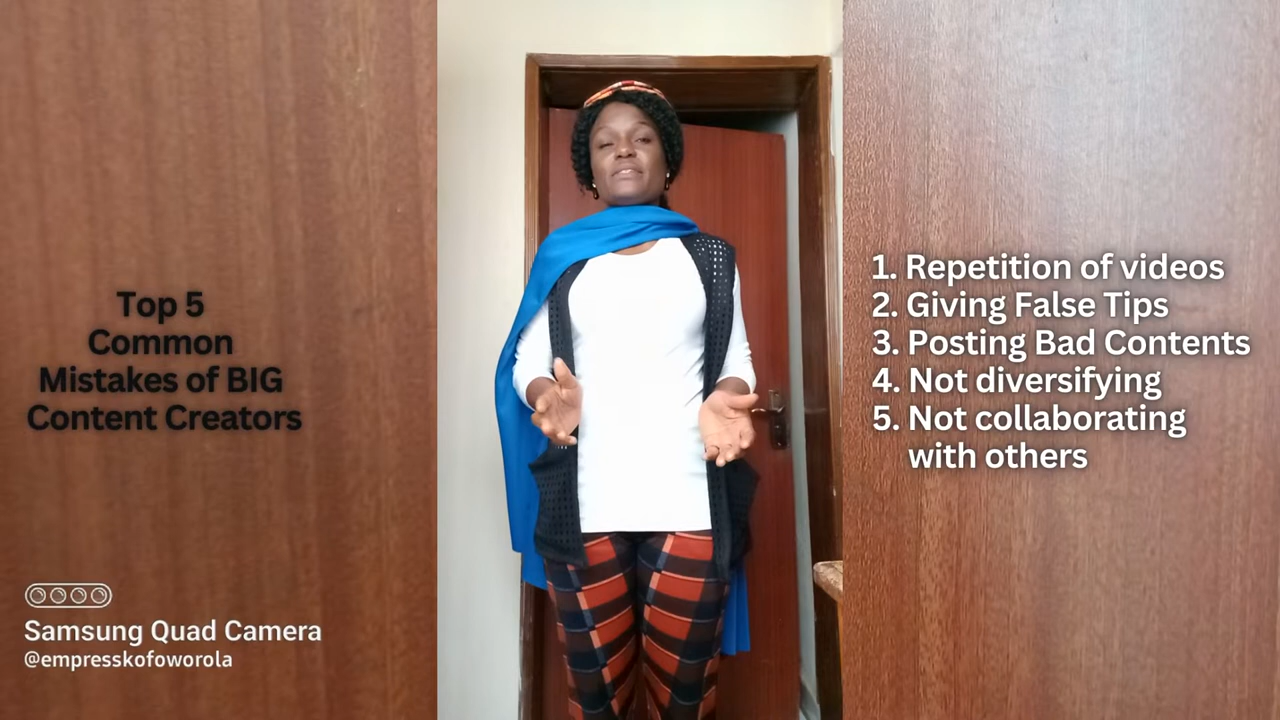 Top 5
Common
Mistakes of BIG
Content Creators
Samsung Quad Camera
@empresskofoworola
1. Repetition of videos
2. Giving False Tips
3. Posting Bad Contents
4. Not diversifying
5. Not collaborating
with others